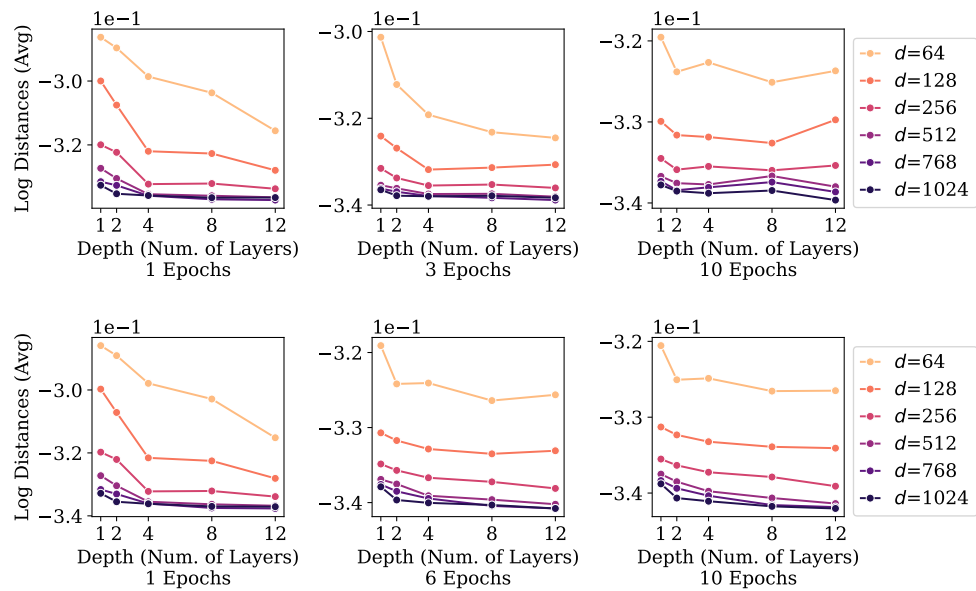 1e−1
1e−1
1e−1
Log Distances (Avg)
−3.0
−3.2
1 2 4 8 12
Depth (Num. of Layers)
1 Epochs
−3.0
−3.2
−3.4
1 2 4 8 12
Depth (Num. of Layers)
3 Epochs
−3.2
−3.3
−3.4
1 2 4 8 12
Depth (Num. of Layers)
10 Epochs
d=64
d=128
d=256
d=512
d=768
d=1024
1e−1
1e−1
1e−1
Log Distances (Avg)
−3.0
−3.2
−3.4
1 2 4 8 12
Depth (Num. of Layers)
1 Epochs
−3.2
−3.3
−3.4
1 2 4 8 12
Depth (Num. of Layers)
6 Epochs
−3.2
−3.3
−3.4
1 2 4 8 12
Depth (Num. of Layers)
10 Epochs
d=64
d=128
d=256
d=512
d=768
d=1024